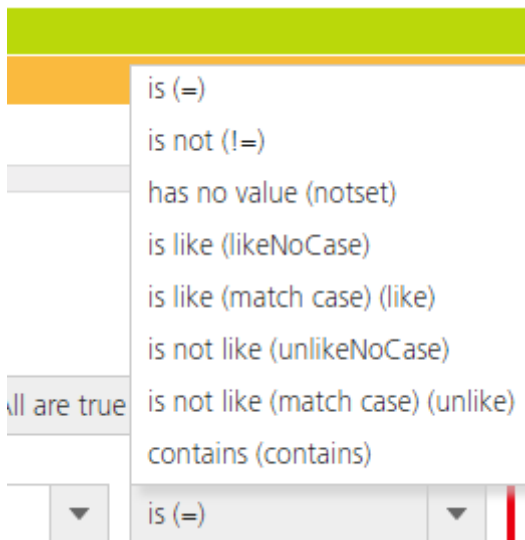 is (=)
is not (!=)
has no value (notset)
is like (likeNoCase)
is like (match case) (like)
is not like (unlikeNoCase)
All are true
is not like (match case) (unlike)
contains (contains)
is (=)